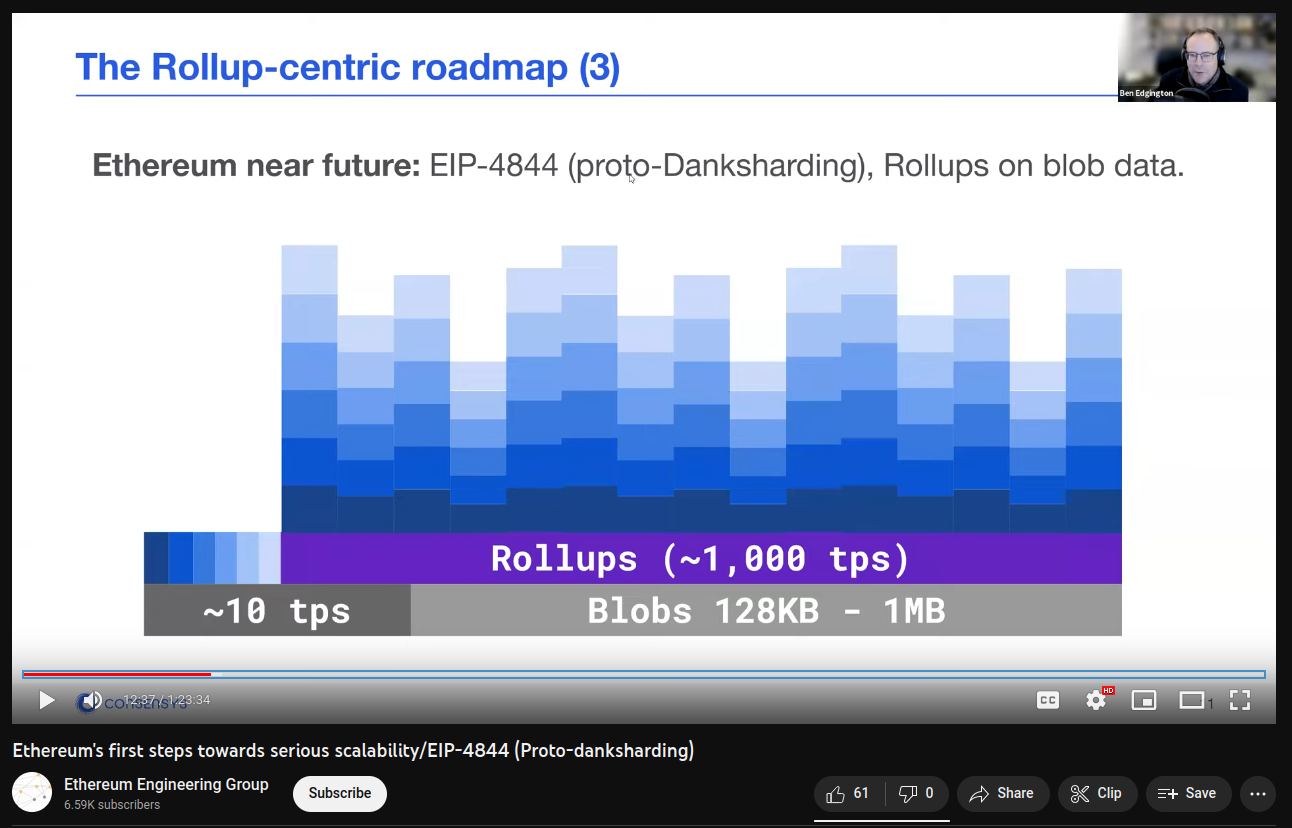 The Rollup-centric roadmap (3)
Ben Edgington
Ethereum near future: EIP-4844 (proto-Danksharding), Rollups on blob data.
Rollups (~1,000 tps)
~10 tps
Blobs 128KB - 1MB
12:37 / 1:23:34
CONSENSYS
CC
HD
1
Ethereum's first steps towards serious scalability/EIP-4844 (Proto-danksharding)
Ethereum Engineering Group
6.59K subscribers
Subscribe
61
0
Share
Clip
Save